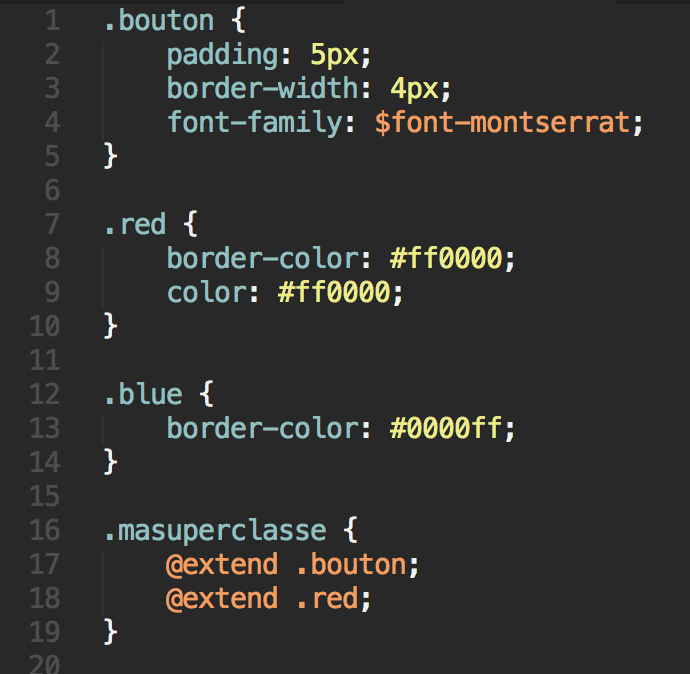 1 .bouton {
2 padding: 5px;
3 border-width: 4px;
4 font-family: $font-montserrat;
5 }
6
7 .red {
8 border-color: #ff0000;
9 color: #ff0000;
10 }
11
12 .blue {
13 border-color: #0000ff;
14 }
15
16 .masuperclasse {
17 @extend .bouton;
18 @extend .red;
19 }
20